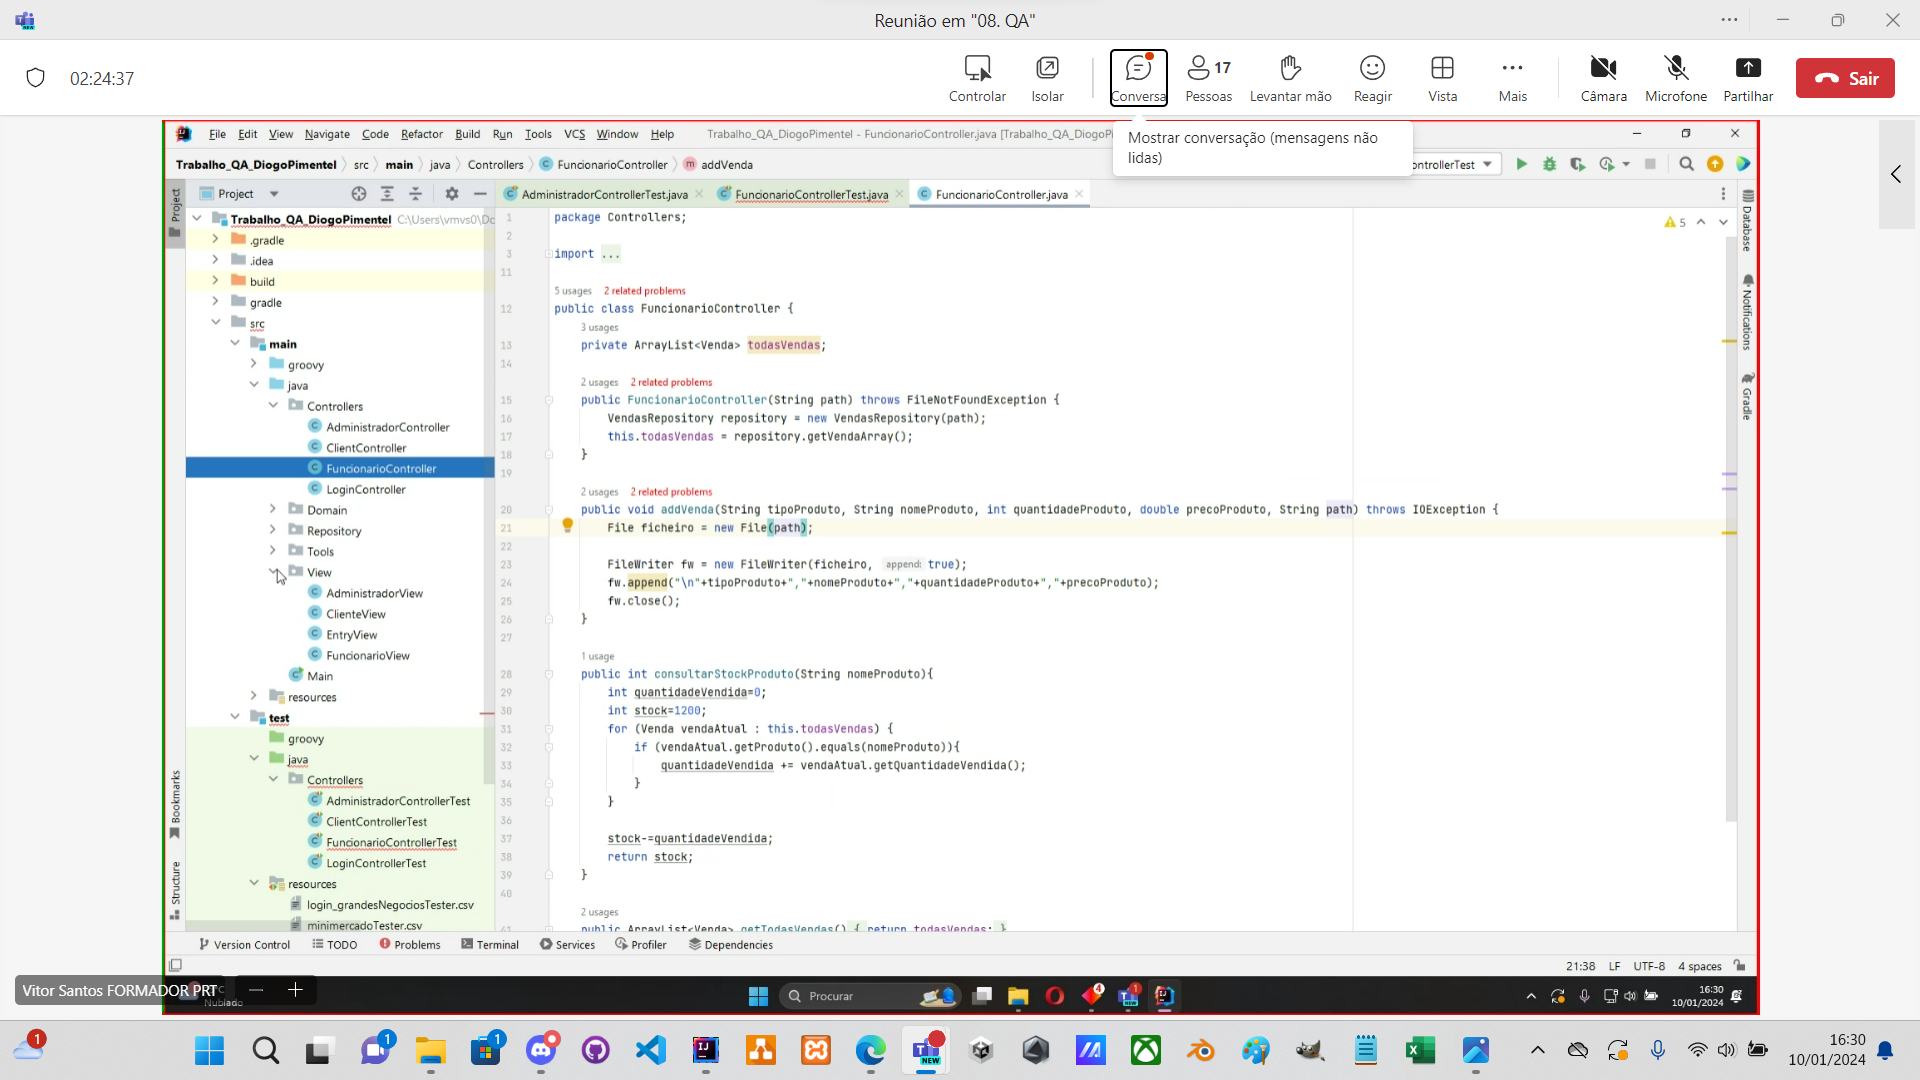 Reunião em "08. QA"
02:24:37
Controlar
Isolar
Conversa
Pessoas 17
Levantar mão
Reagir
Vista
Mais
Câmara
Microfone
Partilhar
Sair
Mostrar conversação (mensagens não
lidas)
File Edit View Navigate Code Refactor Build Run Tools VCS Window Help
Trabalho_QA_DiogoPimentel - FuncionarioController.java [Trabalho_QA_DiogoP
Trabalho_QA_DiogoPimentel src main java Controllers FuncionarioController addVenda
ontrollerTest
Project
AdministradorControllerTest.java
FuncionarioControllerTest.java
FuncionarioController.java
Project
Bookmarks
Structure
Trabalho_QA_DiogoPimentel C:\Users\vmvs0\Dc
.gradle
.idea
build
gradle
src
main
groovy
java
Controllers
AdministradorController
ClientController
FuncionarioController
LoginController
Domain
Repository
Tools
View
AdministradorView
ClienteView
EntryView
FuncionarioView
Main
resources
test
groovy
java
Controllers
AdministradorControllerTest
ClientControllerTest
FuncionarioControllerTest
LoginControllerTest
resources
login_grandesNegociosTester.csv
minimercadoTester.csv
5
1 package Controllers;
2
3 import ...
11
5 usages 2 related problems
12 public class FuncionarioController {
3 usages
13 private ArrayList<Venda> todasVendas;
14
2 usages 2 related problems
15 public FuncionarioController(String path) throws FileNotFoundException {
16 VendasRepository repository = new VendasRepository(path);
17 this.todasVendas = repository.getVendaArray();
18 }
19
2 usages 2 related problems
20 public void addVenda(String tipoProduto, String nomeProduto, int quantidadeProduto, double precoProduto, String path) throws IOException {
21 File ficheiro = new File(path);
22
23 FileWriter fw = new FileWriter(ficheiro, append: true);
24 fw.append("\n"+tipoProduto+","+nomeProduto+","+quantidadeProduto+","+precoProduto);
25 fw.close();
26 }
27
1 usage
28 public int consultarStockProduto(String nomeProduto){
29 int quantidadeVendida=0;
30 int stock=1200;
31 for (Venda vendaAtual : this.todasVendas) {
32 if (vendaAtual.getProduto().equals(nomeProduto)){
33 quantidadeVendida += vendaAtual.getQuantidadeVendida();
34 }
35 }
36
37 stock-=quantidadeVendida;
38 return stock;
39 }
40
2 usages
41 public ArrayList<Venda> getTodasVendas() { return todasVendas; }
Database
Notifications
Gradle
Version Control TODO Problems Terminal Services Profiler Dependencies
21:38 LF UTF-8 4 spaces
Vitor Santos FORMADOR PRT
Nublado
Procurar
4
1
16:30
10/01/2024
1
1
1
IJ
NEW
16:30
10/01/2024